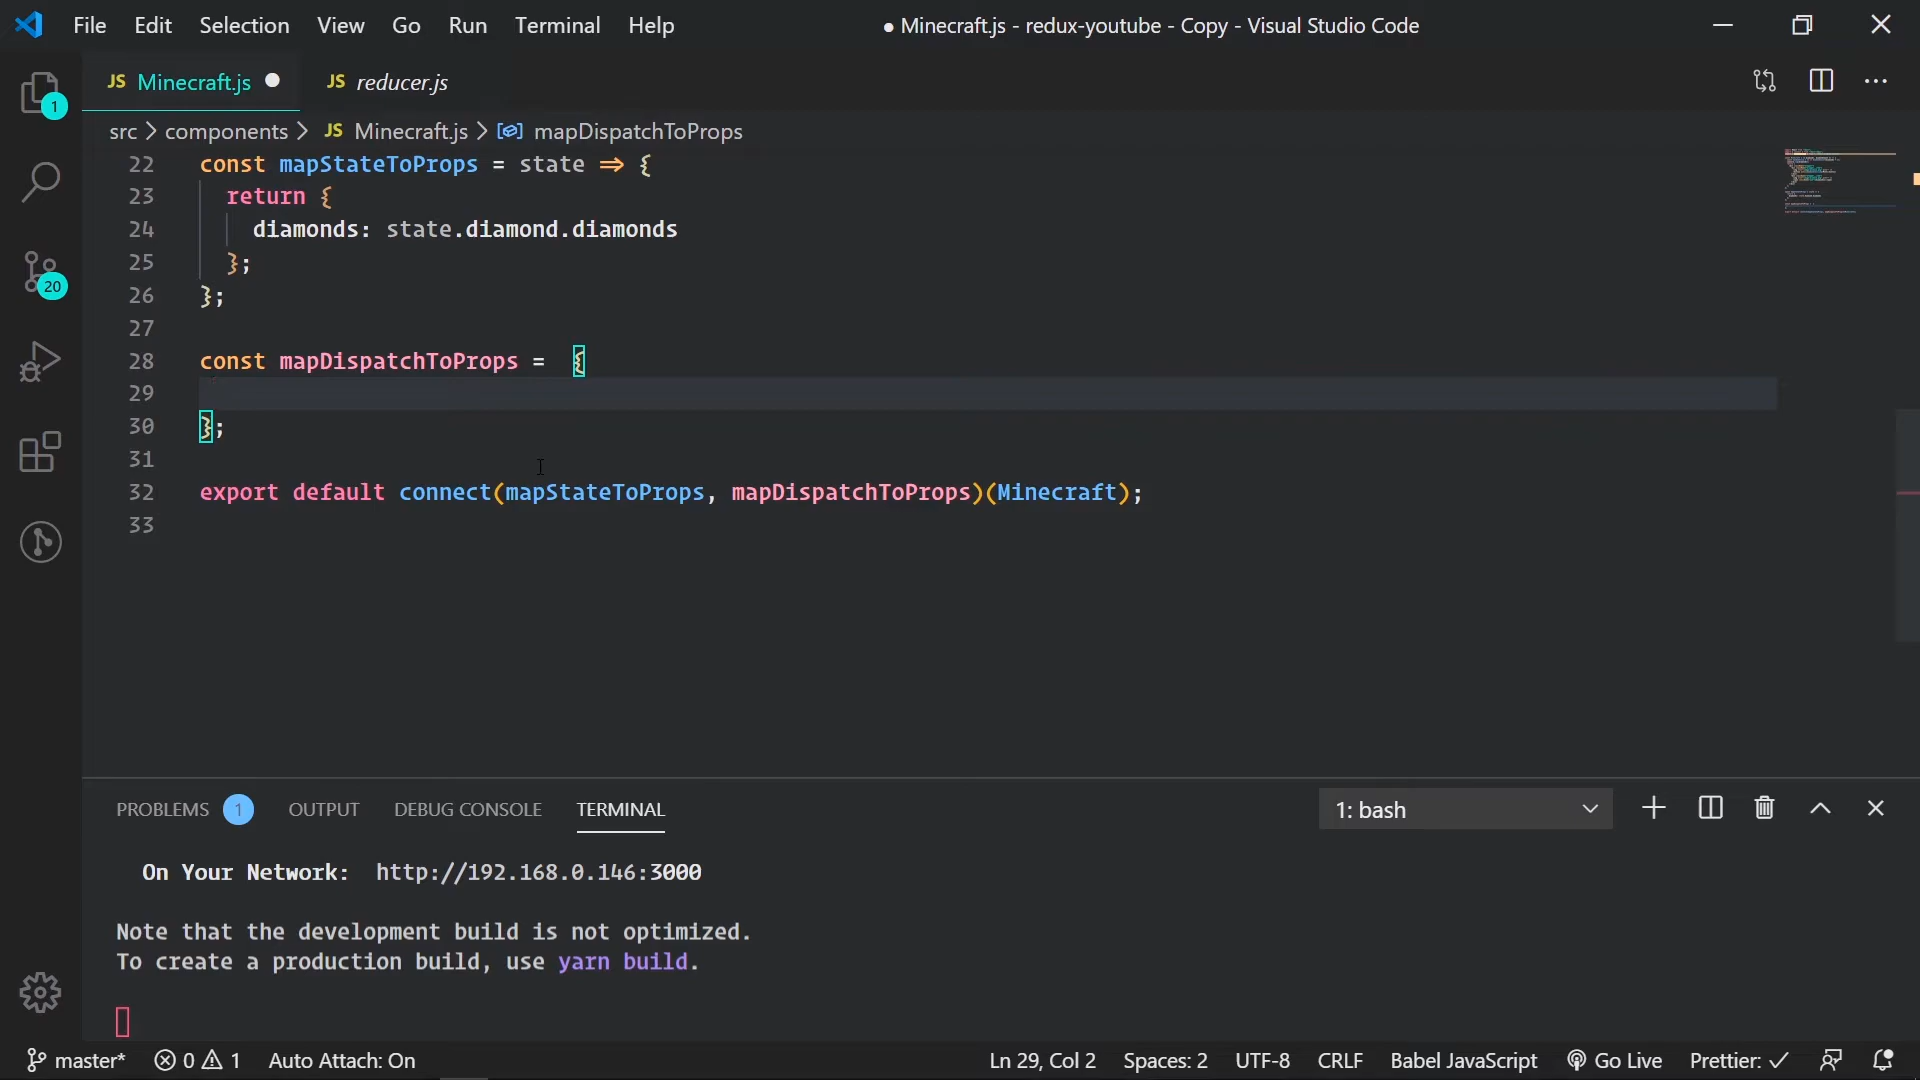 File Edit Selection View Go Run Terminal Help ● Minecraft.js - redux-youtube - Copy - Visual Studio Code
JS Minecraft.js ● JS reducer.js
1
src > components > JS Minecraft.js > mapDispatchToProps
22 const mapStateToProps = state => {
23 return {
24 diamonds: state.diamond.diamonds
25 };
26 };
20
27
28 const mapDispatchToProps = {
29
30 };
31
32 export default connect(mapStateToProps, mapDispatchToProps)(Minecraft);
33
PROBLEMS 1 OUTPUT DEBUG CONSOLE TERMINAL 1: bash
On Your Network: http://192.168.0.146:3000
Note that the development build is not optimized.
To create a production build, use yarn build.
master* 0 1 Auto Attach: On Ln 29, Col 2 Spaces: 2 UTF-8 CRLF Babel JavaScript Go Live Prettier: ✓